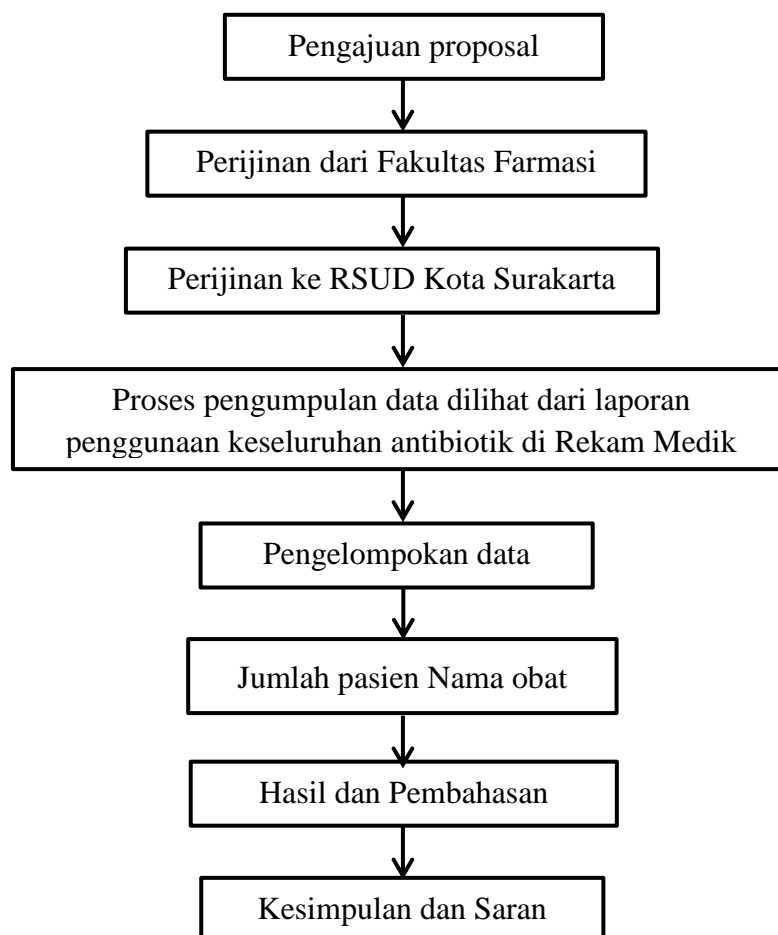 Pengajuan proposal
Perijinan dari Fakultas Farmasi
Perijinan ke RSUD Kota Surakarta
Proses pengumpulan data dilihat dari laporan
penggunaan keseluruhan antibiotik di Rekam Medik
Pengelompokan data
Jumlah pasien Nama obat
Hasil dan Pembahasan
Kesimpulan dan Saran